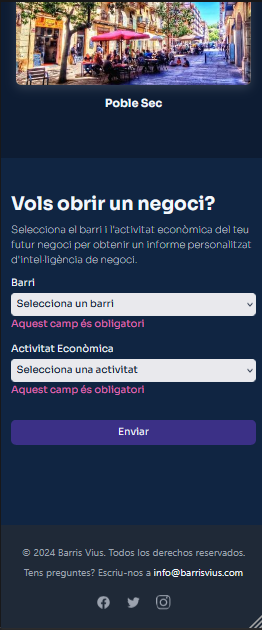 Poble Sec
Vols obrir un negoci?
Selecciona el barri i l'activitat econòmica del teu
futur negoci per obtenir un informe personalitzat
d'intel·ligència de negoci.
Barri
Selecciona un barri
Aquest camp és obligatori
Activitat Econòmica
Selecciona una activitat
Aquest camp és obligatori
Enviar
© 2024 Barris Vius. Todos los derechos reservados.
Tens preguntes? Escriu-nos a info@barrisvius.com